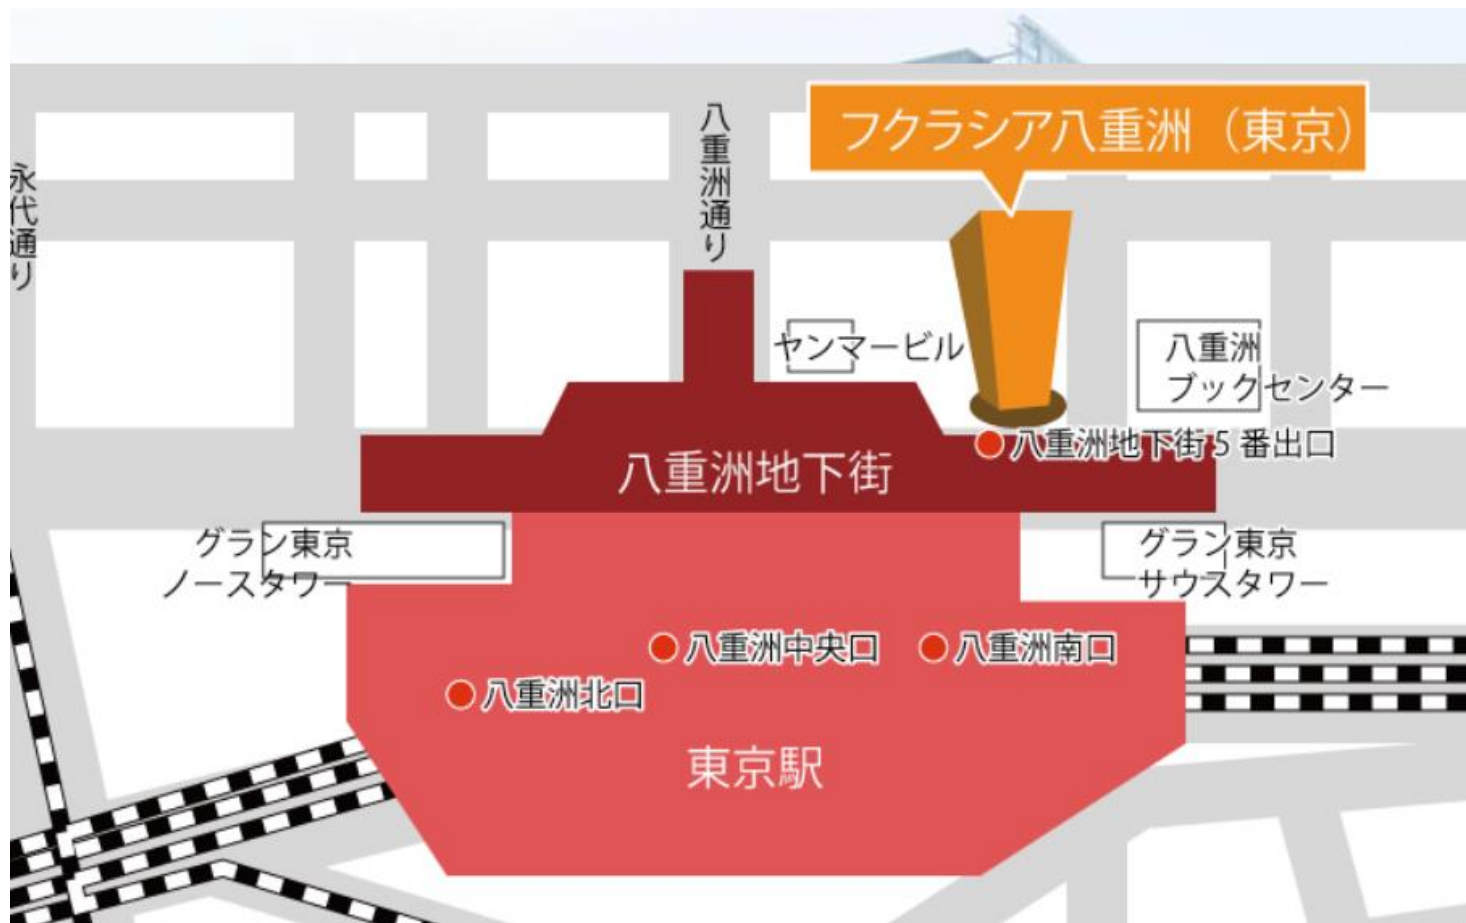 フクラシア八重洲（東京）
八重洲通り
永代通り
ヤンマービル
八重洲
ブックセンター
八重洲地下街５番出口
八重洲地下街
グラン東京
ノースタワー
グラン東京
サウスタワー
八重洲中央口
八重洲南口
八重洲北口
東京駅